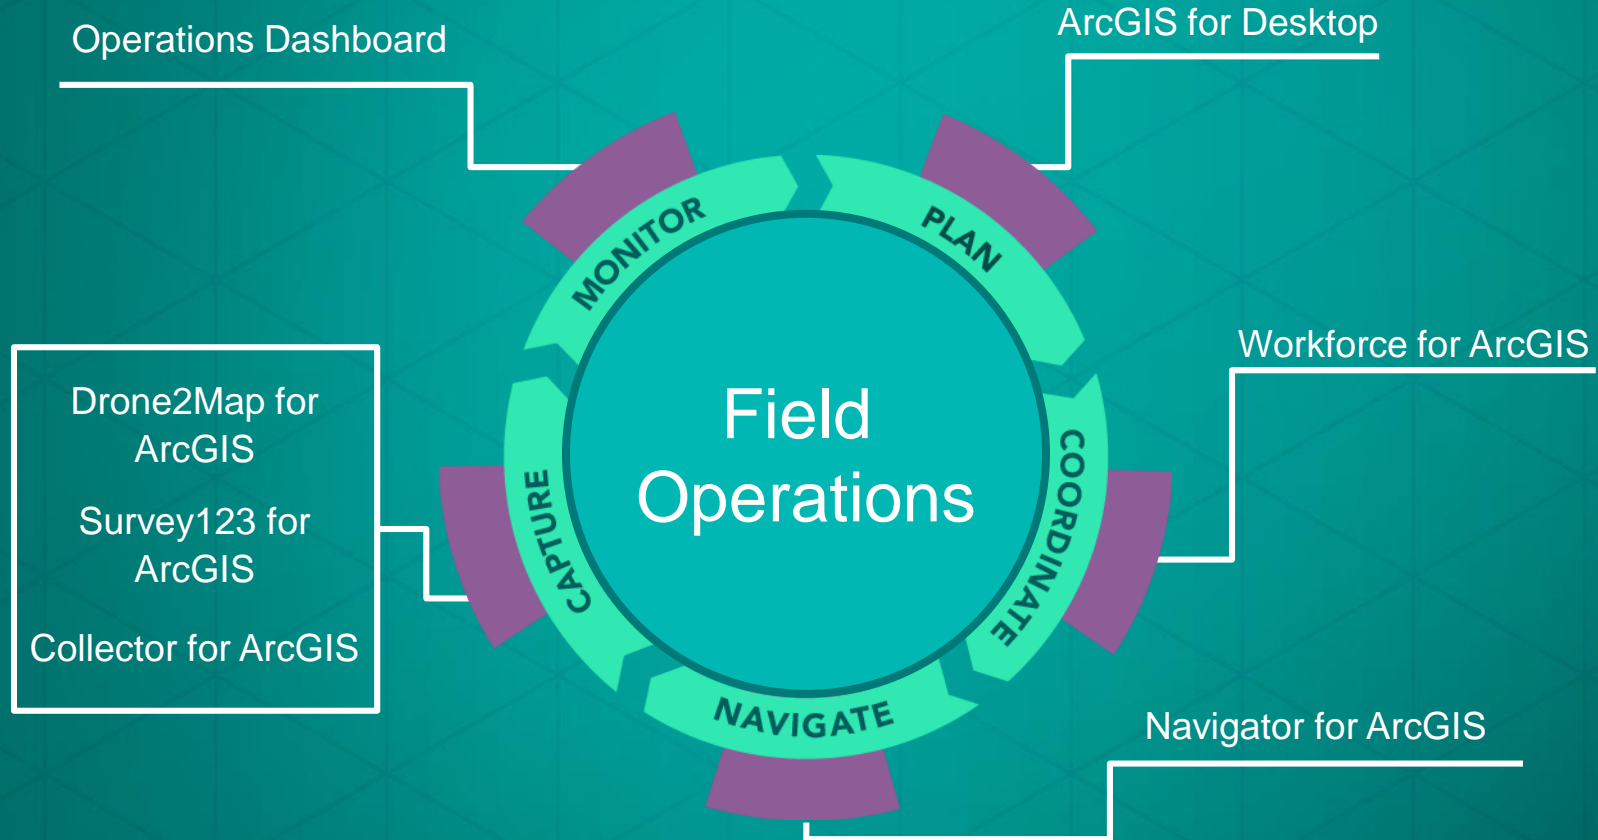 Operations Dashboard
ArcGIS for Desktop
MONITOR
PLAN
Workforce for ArcGIS
Drone2Map for
ArcGIS
Survey123 for
ArcGIS
Collector for ArcGIS
Field
Operations
CAPTURE
COORDINATE
NAVIGATE
Navigator for ArcGIS